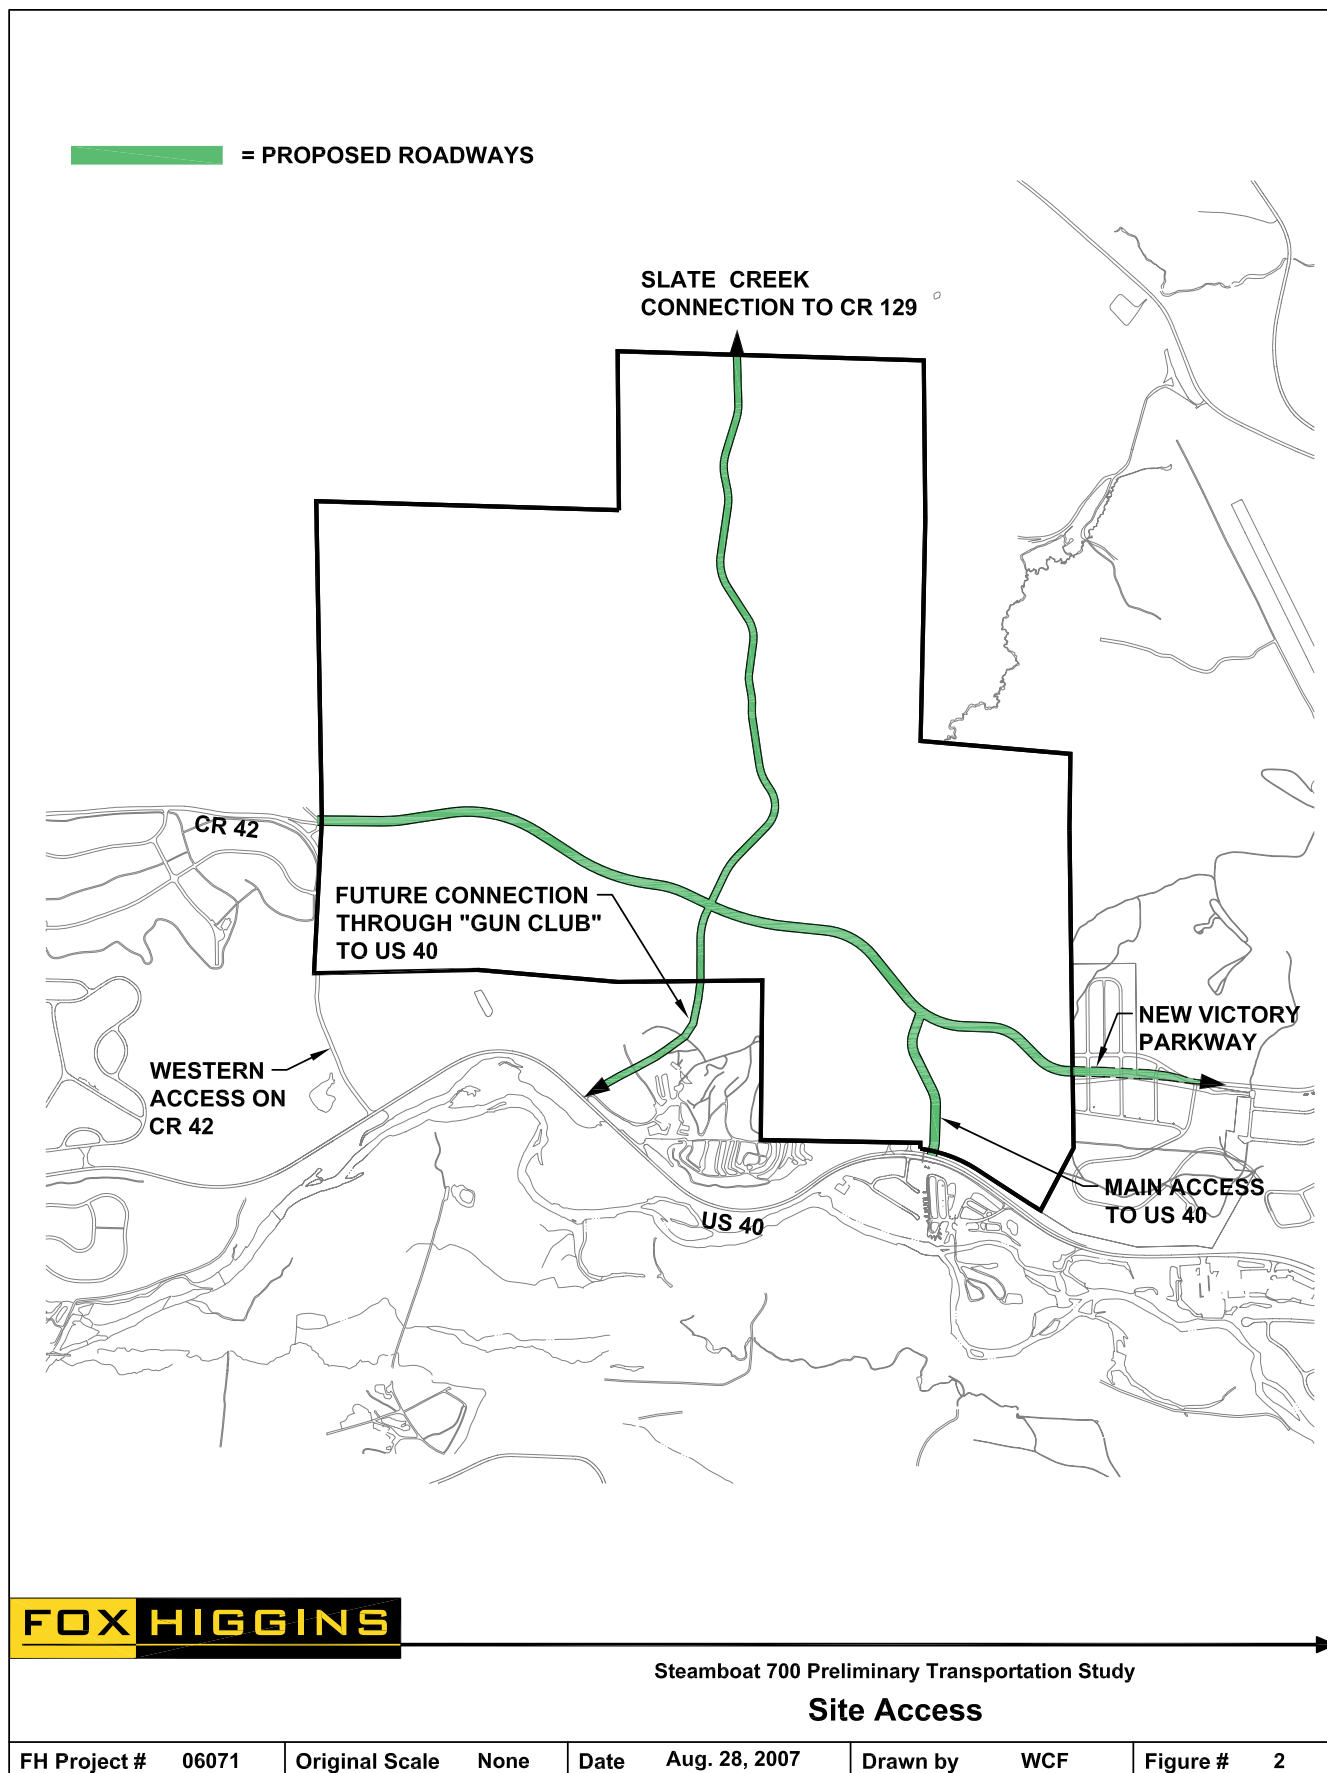 = PROPOSED ROADWAYS
SLATE CREEK
CONNECTION TO CR 129
CR 42
FUTURE CONNECTION
THROUGH "GUN CLUB"
TO US 40
NEW VICTORY
PARKWAY
WESTERN
ACCESS ON
CR 42
MAIN ACCESS
TO US 40
US 40
FOX HIGGINS
Steamboat 700 Preliminary Transportation Study
Site Access
FH Project # 06071 Original Scale None Date Aug. 28, 2007 Drawn by WCF Figure # 2